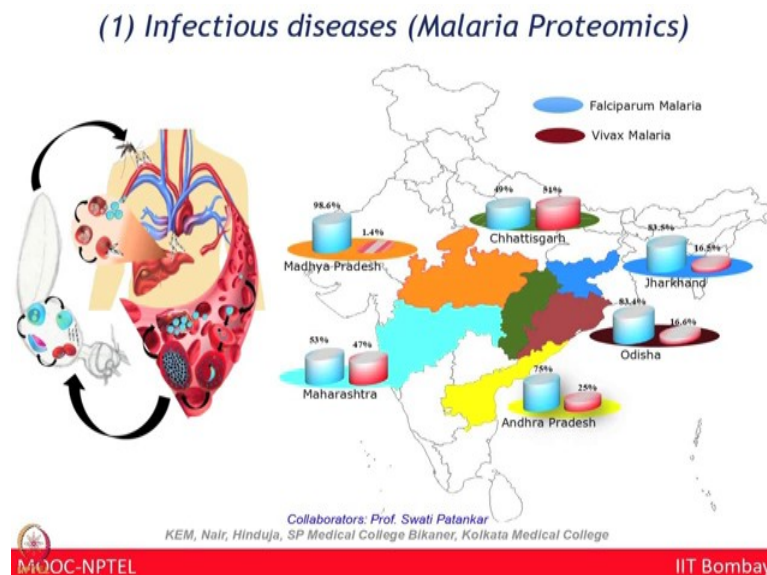 (1) Infectious diseases (Malaria Proteomics)
Falciparum Malaria
Vivax Malaria
98.6%
1.4%
Madhya Pradesh
49%
51%
Chhattisgarh
83.5%
16.5%
Jharkhand
83.4%
16.6%
Odisha
53%
47%
Maharashtra
75%
25%
Andhra Pradesh
Collaborators: Prof. Swati Patankar
KEM, Nair, Hinduja, SP Medical College Bikaner, Kolkata Medical College
NPTEL
MOOC-NPTEL
IIT Bombay